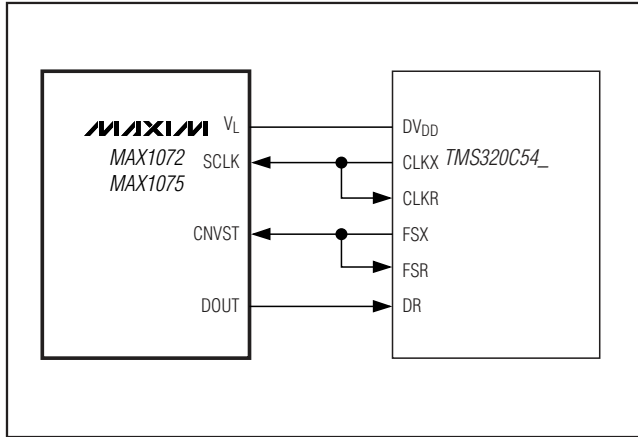 MAXIM
MAX1072
MAX1075
VL
SCLK
CNVST
DOUT
DVDD
CLKX
TMS320C54_
CLKR
FSX
FSR
DR